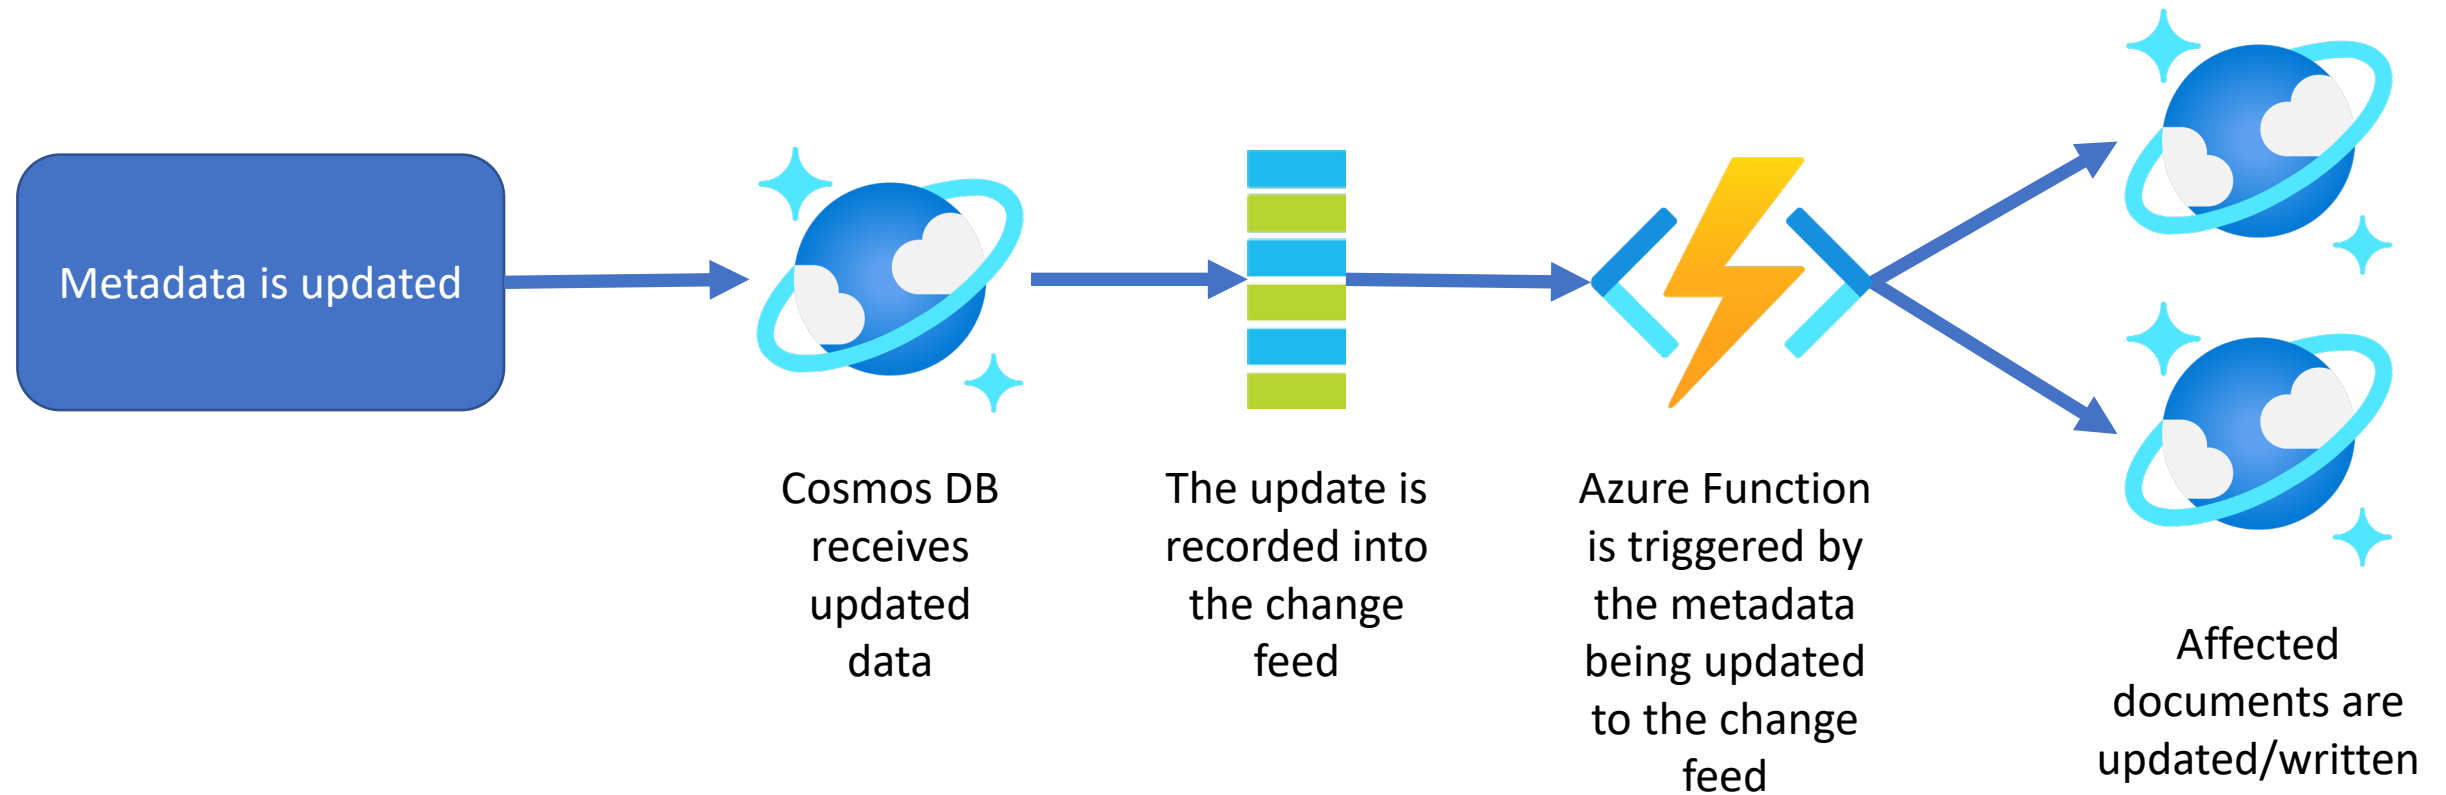 Metadata is updated
Cosmos DB
receives
updated
data
The update is
recorded into
the change
feed
Azure Function
is triggered by
the metadata
being updated
to the change
feed
Affected
documents are
updated/written